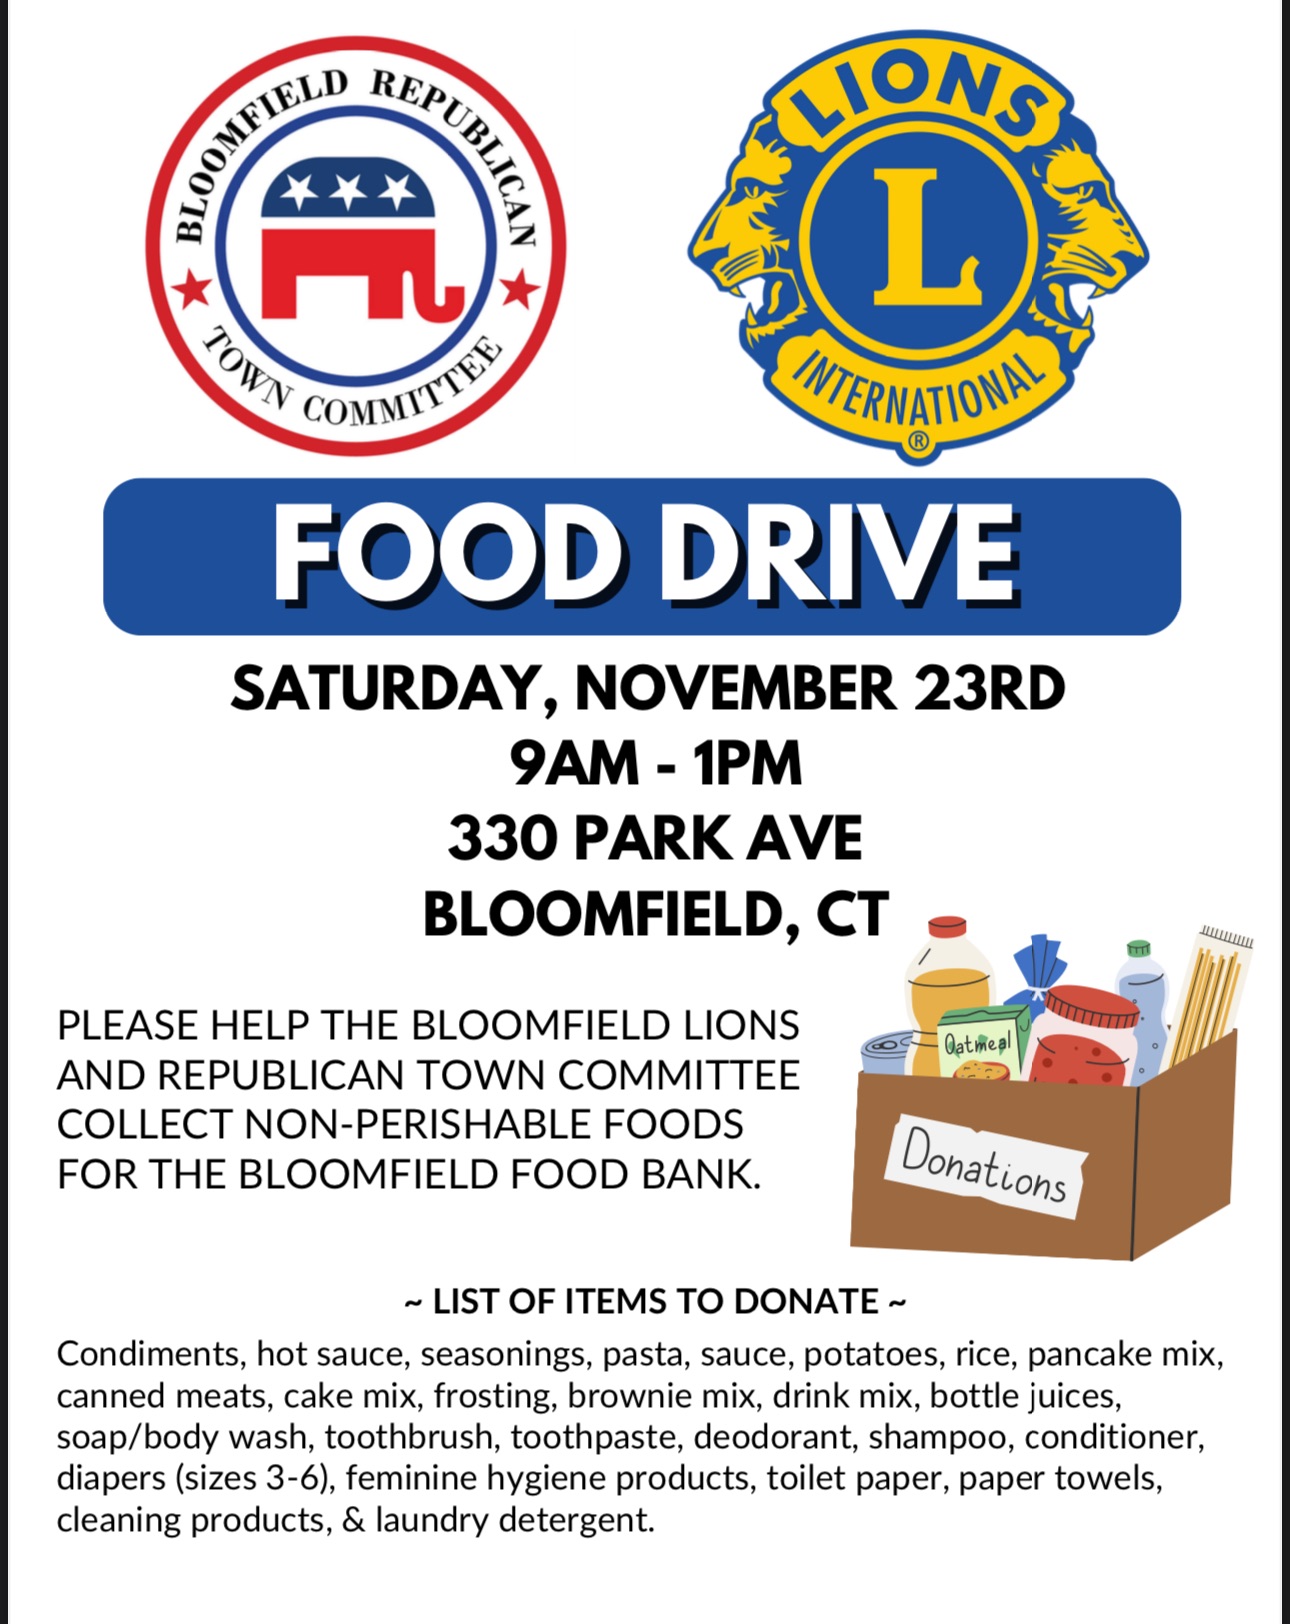 BLOOMFIELD REPUBLICAN
TOWN COMMITTEE
LIONS
L
INTERNATIONAL
®
FOOD DRIVE
SATURDAY, NOVEMBER 23RD
9AM - 1PM
330 PARK AVE
BLOOMFIELD, CT
PLEASE HELP THE BLOOMFIELD LIONS
AND REPUBLICAN TOWN COMMITTEE
COLLECT NON-PERISHABLE FOODS
FOR THE BLOOMFIELD FOOD BANK.
Oatmeal
Donations
~ LIST OF ITEMS TO DONATE ~
Condiments, hot sauce, seasonings, pasta, sauce, potatoes, rice, pancake mix,
canned meats, cake mix, frosting, brownie mix, drink mix, bottle juices,
soap/body wash, toothbrush, toothpaste, deodorant, shampoo, conditioner,
diapers (sizes 3-6), feminine hygiene products, toilet paper, paper towels,
cleaning products, & laundry detergent.